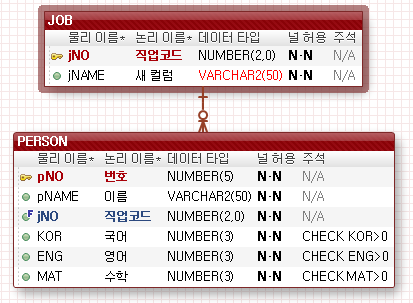 JOB
물리 이름* 논리 이름* 데이터 타입 널 허용 주석
jNO 직업코드 NUMBER(2,0) N·N N/A
jNAME 새 컬럼 VARCHAR2(50) N·N N/A
PERSON
물리 이름* 논리 이름* 데이터 타입 널 허용 주석
pNO 번호 NUMBER(5) N·N N/A
pNAME 이름 VARCHAR2(50) N·N N/A
F jNO 직업코드 NUMBER(2,0) N·N N/A
KOR 국어 NUMBER(3) N·N CHECK KOR>0
ENG 영어 NUMBER(3) N·N CHECK ENG>0
MAT 수학 NUMBER(3) N·N CHECK MAT>0